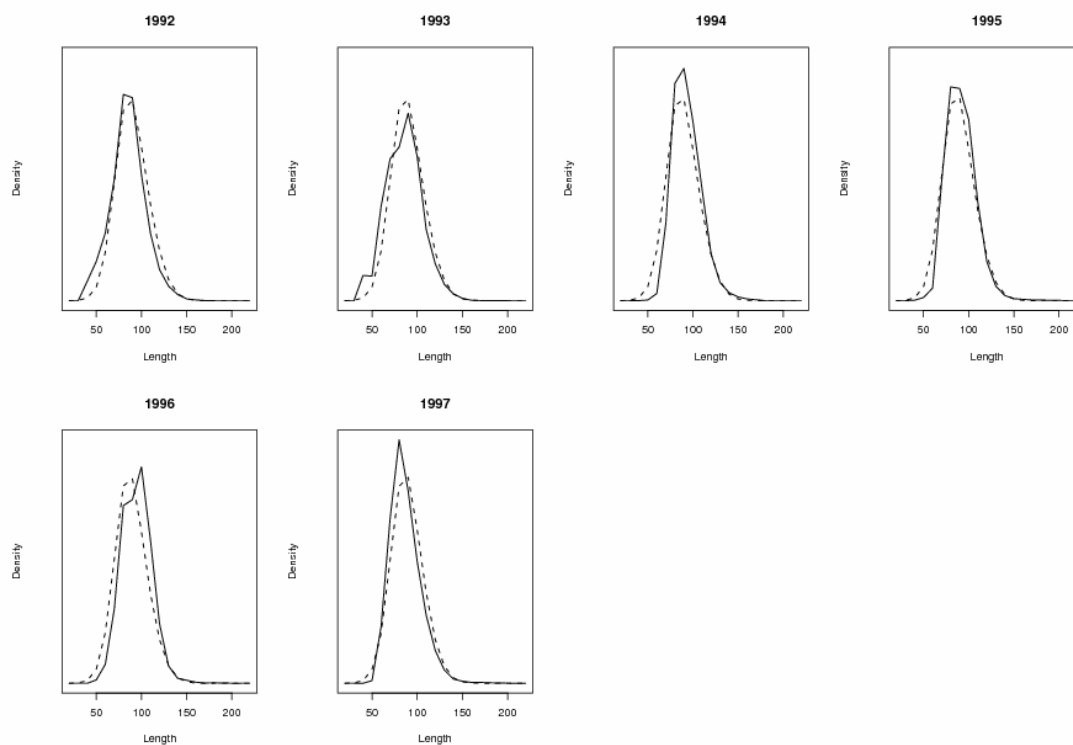 1992 1993 1994 1995
Density Density Density Density
50 100 150 200 50 100 150 200 50 100 150 200 50 100 150 200
Length Length Length Length
1996 1997
Density Density
50 100 150 200 50 100 150 200
Length Length